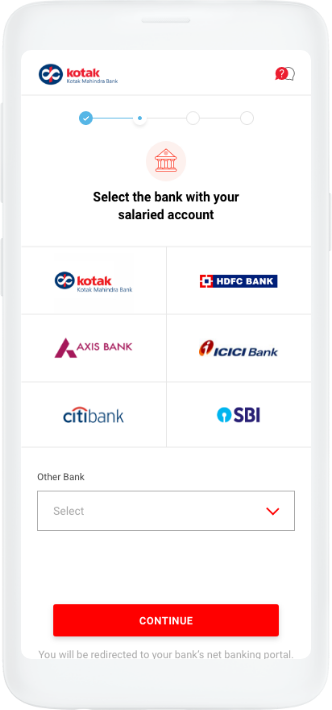 kotak
Kotak Mahindra Bank
?
Select the bank with your
salaried account
kotak
Kotak Mahindra Bank
HDFC BANK
AXIS BANK
ICICI Bank
citibank
SBI
Other Bank
Select
CONTINUE
You will be redirected to your bank's net banking portal.